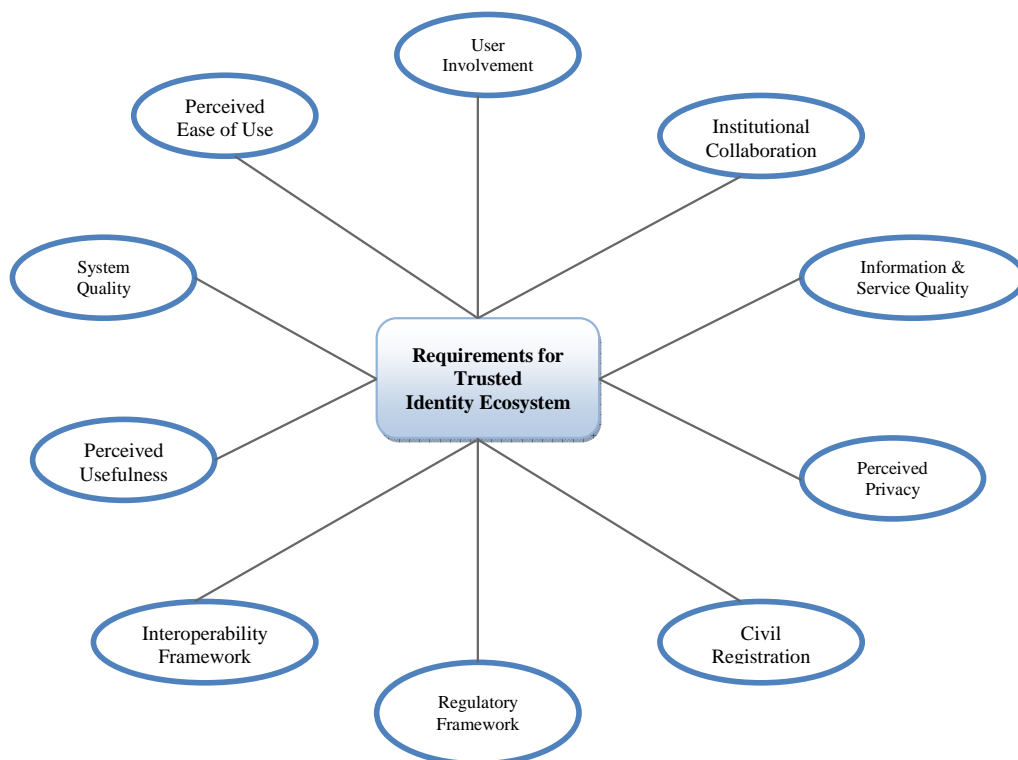 User
Involvement
Perceived
Ease of Use
Institutional
Collaboration
System
Quality
Information &
Service Quality
Requirements for
Trusted
Identity Ecosystem
Perceived
Usefulness
Perceived
Privacy
Interoperability
Framework
Civil
Registration
Regulatory
Framework